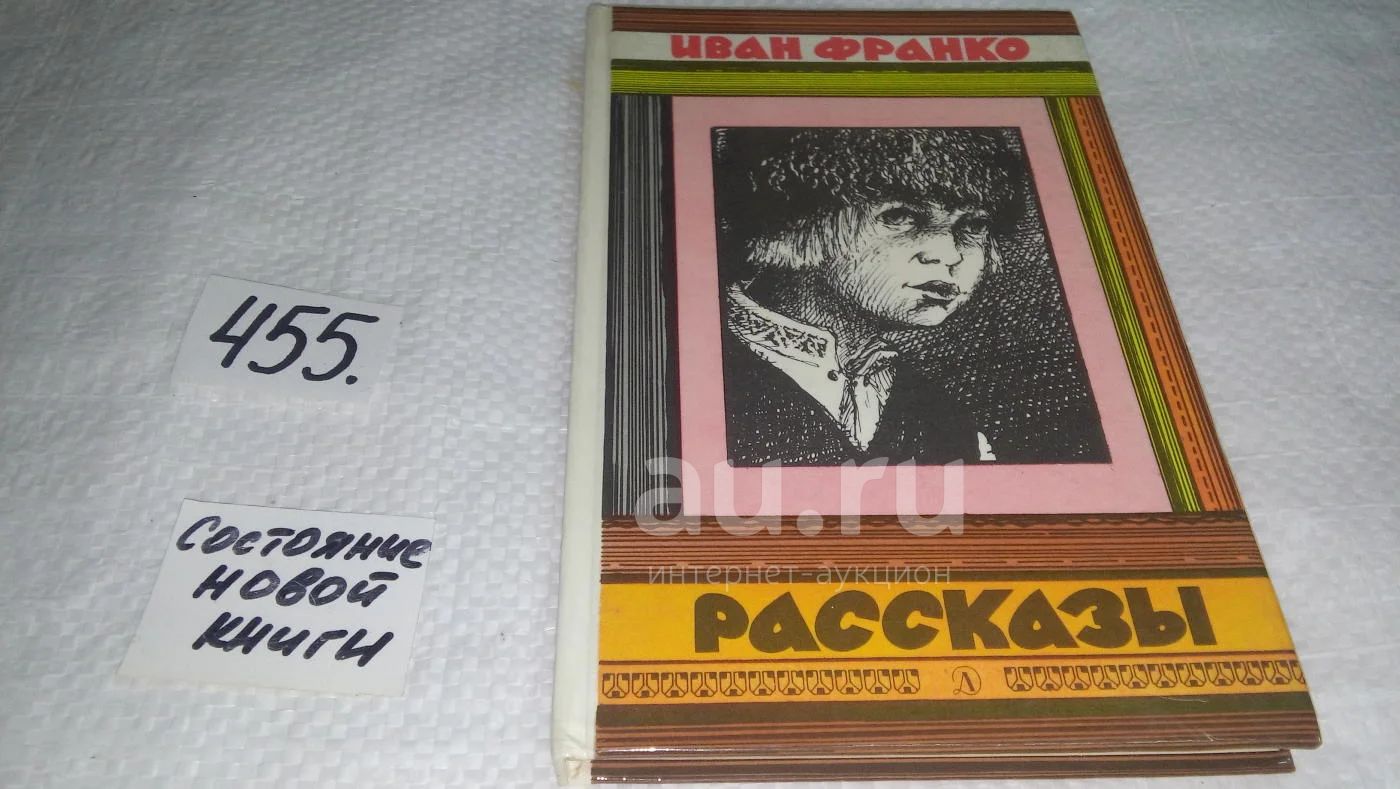 ИВАН ФРАНКО
455.
Состояние
новой
книги
au.ru
интернет-аукцион
РАССКАЗЫ
Д